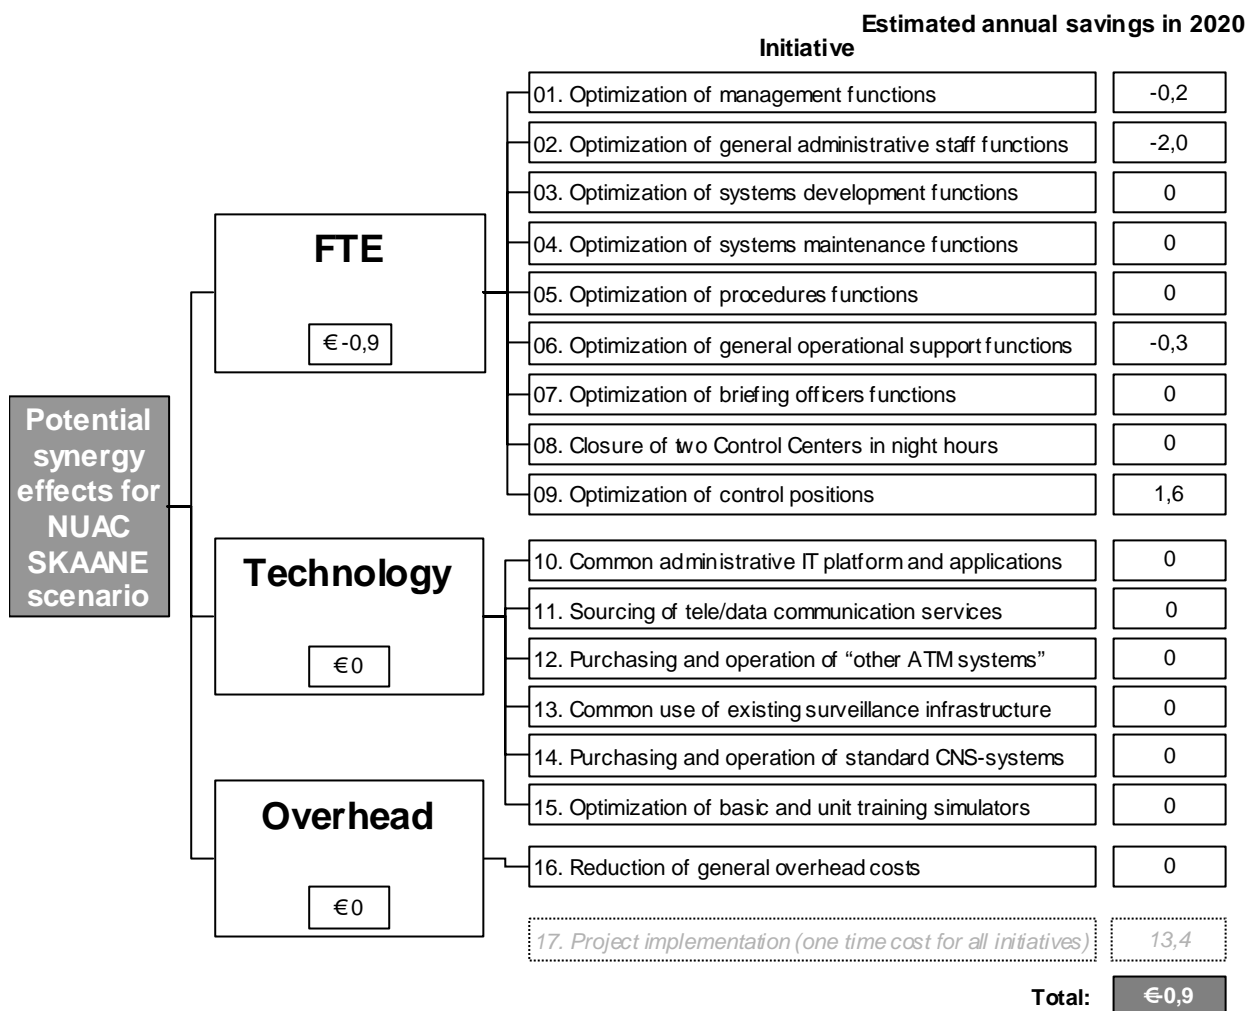 Estimated annual savings in 2020
Initiative
01. Optimization of management functions
-0,2
02. Optimization of general administrative staff functions
-2,0
03. Optimization of systems development functions
0
FTE
04. Optimization of systems maintenance functions
0
05. Optimization of procedures functions
0
€-0,9
06. Optimization of general operational support functions
-0,3
07. Optimization of briefing officers functions
0
Potential
synergy
effects for
NUAC
SKAANE
scenario
08. Closure of two Control Centers in night hours
0
09. Optimization of control positions
1,6
Technology
10. Common administrative IT platform and applications
0
11. Sourcing of tele/data communication services
0
€0
12. Purchasing and operation of “other ATM systems”
0
13. Common use of existing surveillance infrastructure
0
14. Purchasing and operation of standard CNS-systems
0
Overhead
15. Optimization of basic and unit training simulators
0
16. Reduction of general overhead costs
0
€0
17. Project implementation (one time cost for all initiatives)
13,4
Total:
€-0,9